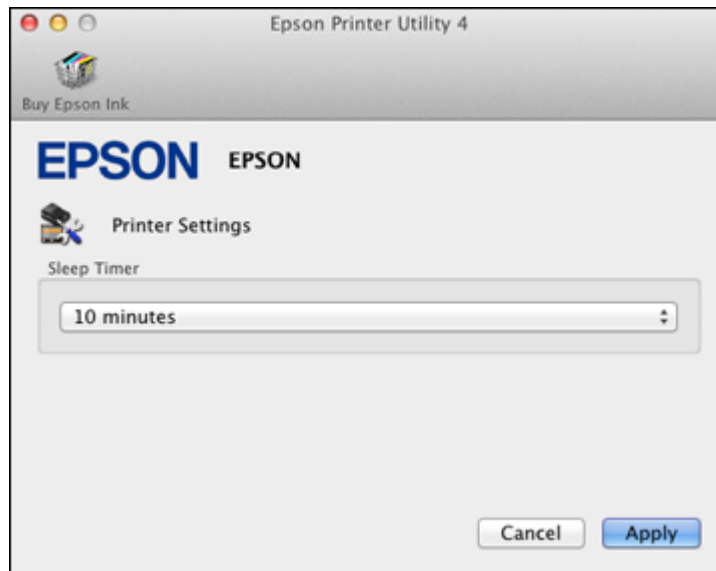 Epson Printer Utility 4
Buy Epson Ink
EPSON EPSON
Printer Settings
Sleep Timer
10 minutes
Cancel Apply